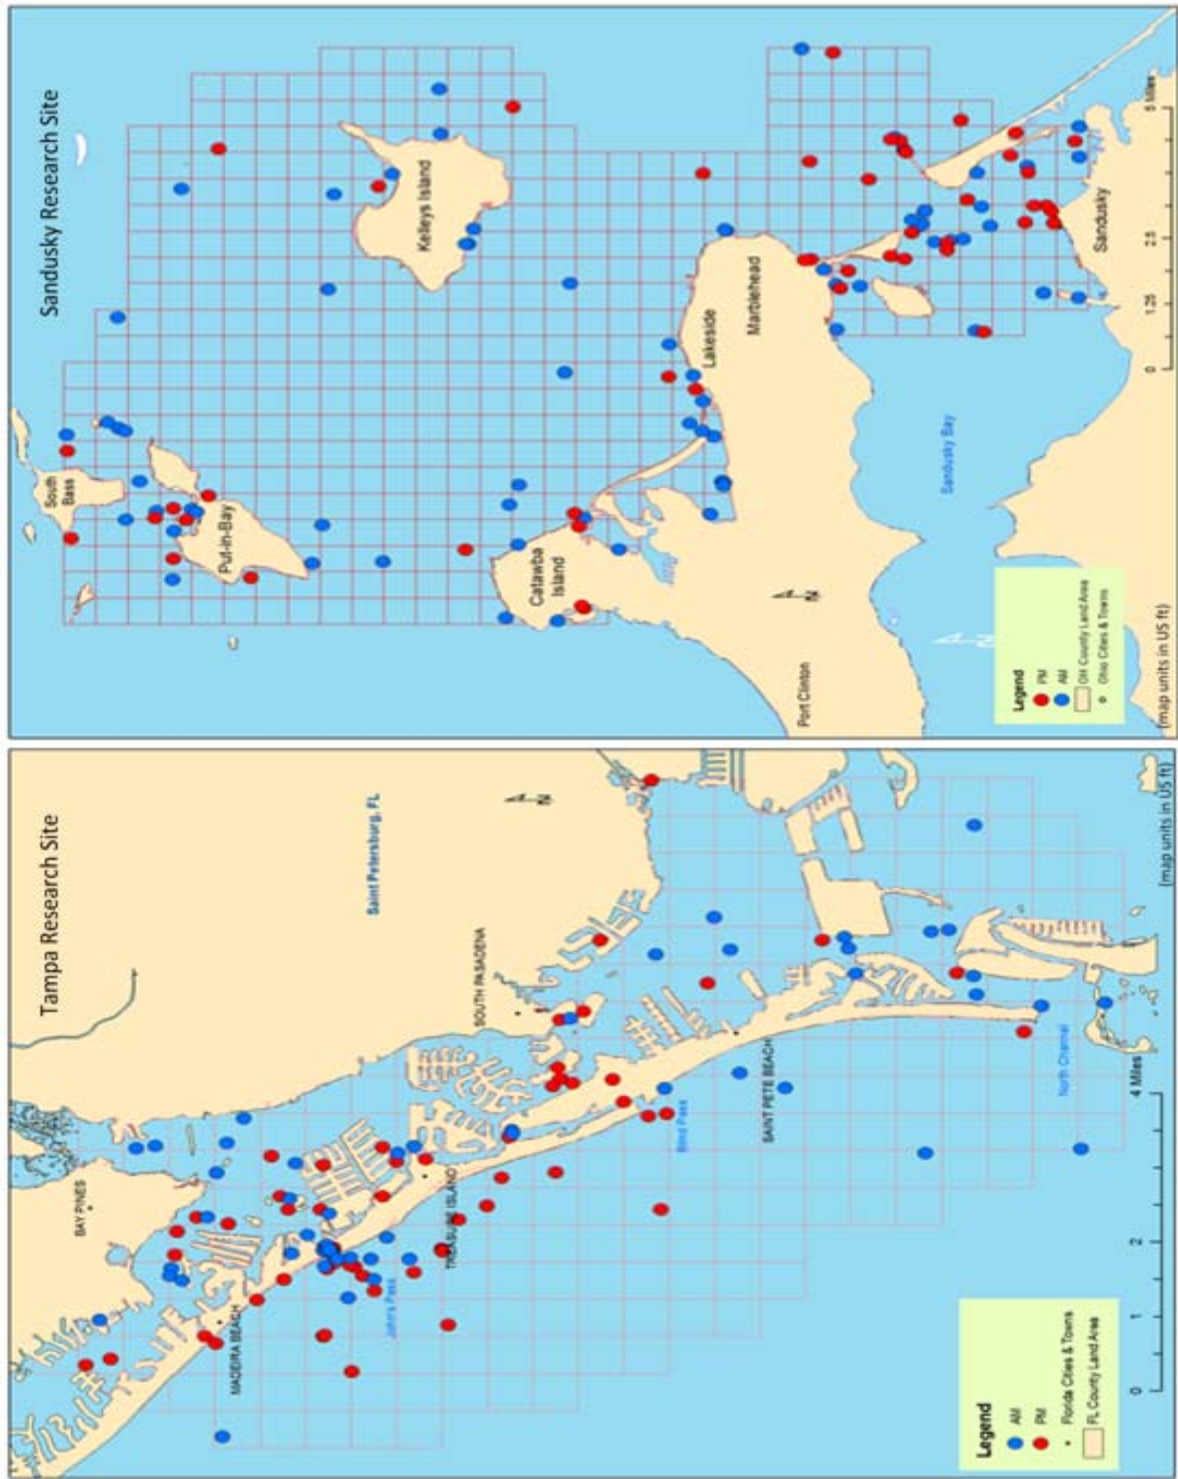 Tampa Research Site
BAY PINES
Saint Petersburg, FL
MADEIRA BEACH
SOUTH PASADENA
John's Pass
TREASURE ISLAND
Blind Pass
SAINT PETE BEACH
North Channel
Legend
AM
PM
Florida Cities & Towns
FL County Land Area
0 1 2 4 Miles
(map units in US ft)
Sandusky Research Site
South
Bass
Put-in-Bay
Kelleys Island
Catawba
Island
Lakeside
Marblehead
Port Clinton
Sandusky Bay
Sandusky
Legend
PM
AM
OH County Land Area
Ohio Cities & Towns
0 1.25 2.5 5 Miles
(map units in US ft)